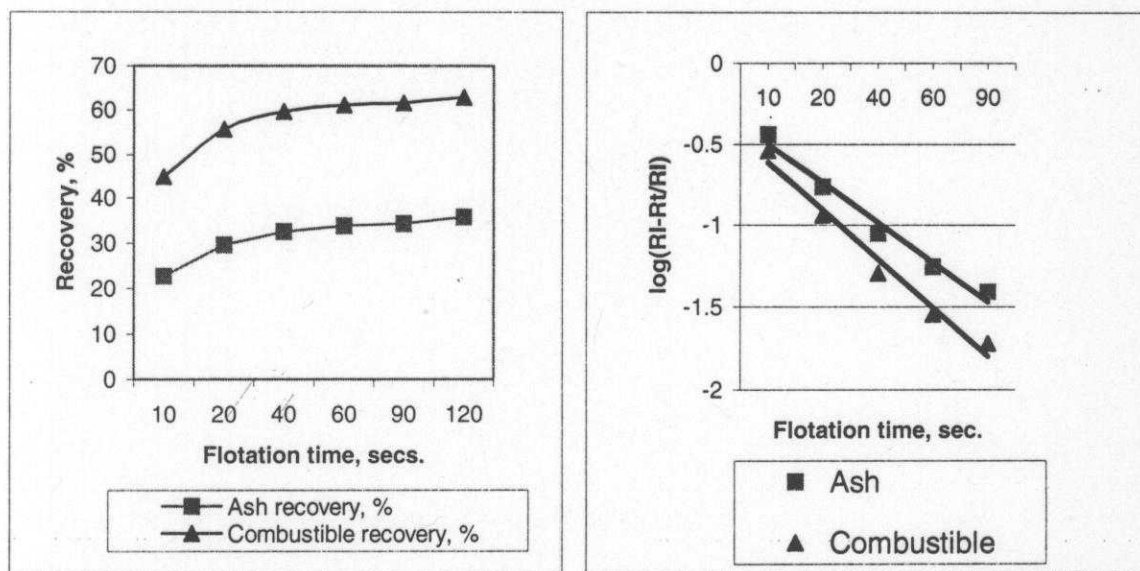 70
60
50
40
30
20
10
0
Recovery, %
10 20 40 60 90 120
Flotation time, secs.
Ash recovery, %
Combustible recovery, %
0
10 20 40 60 90
-0.5
-1
-1.5
-2
log(RI-Rt/RI)
Flotation time, sec.
Ash
Combustible